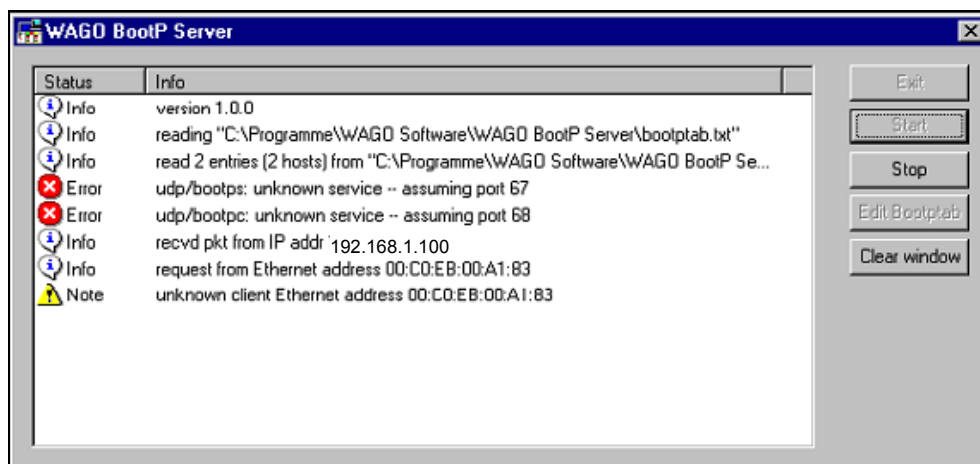 WAGO BootP Server
Status Info
Info version 1.0.0
Info reading "C:\Programme\WAGO Software\WAGO BootP Server\bootptab.txt"
Info read 2 entries (2 hosts) from "C:\Programme\WAGO Software\WAGO BootP Se...
Error udp/bootps: unknown service -- assuming port 67
Error udp/bootpc: unknown service -- assuming port 68
Info recvd pkt from IP addr 192.168.1.100
Info request from Ethernet address 00:C0:EB:00:A1:83
Note unknown client Ethernet address 00:C0:EB:00:A1:83
Exit
Start
Stop
Edit Bootptab
Clear window